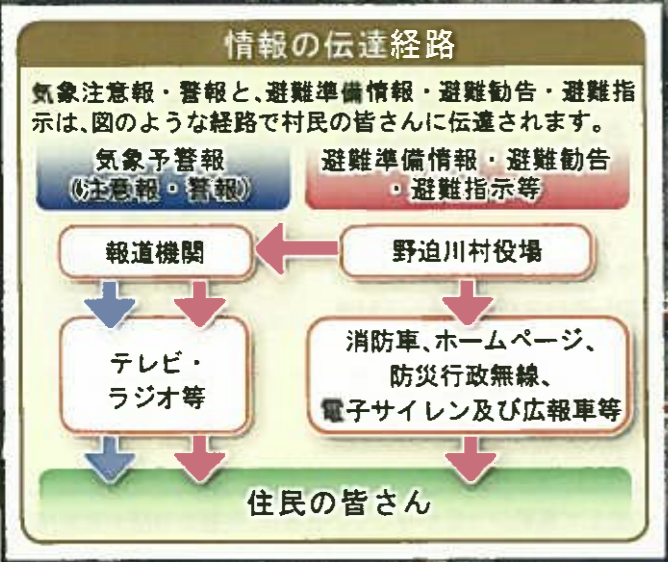 情報の伝達経路
気象注意報・警報と、避難準備情報・避難勧告・避難指
示は、図のような経路で村民の皆さんに伝達されます。
気象予警報
(注意報・警報)
避難準備情報・避難勧告
・避難指示等
報道機関
野迫川村役場
テレビ・
ラジオ等
消防車、ホームページ、
防災行政無線、
電子サイレン及び広報車等
住民の皆さん